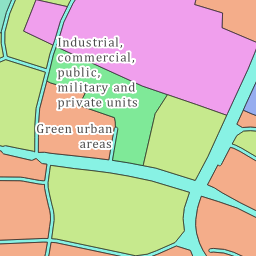 Industrial,
commercial,
public,
military and
private units
Green urban
areas